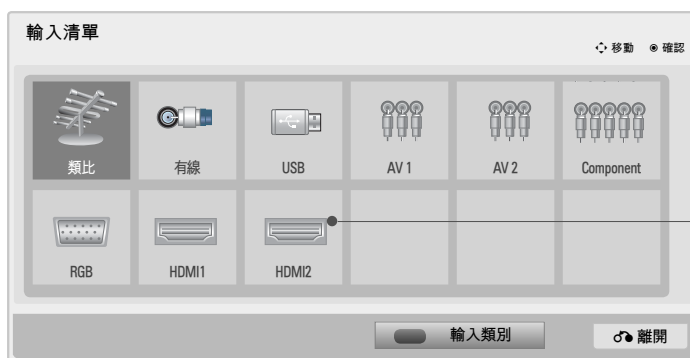 輸入清單
移動 確認
類比 有線 USB AV 1 AV 2 Component
RGB HDMI1 HDMI2
輸入類別 離開